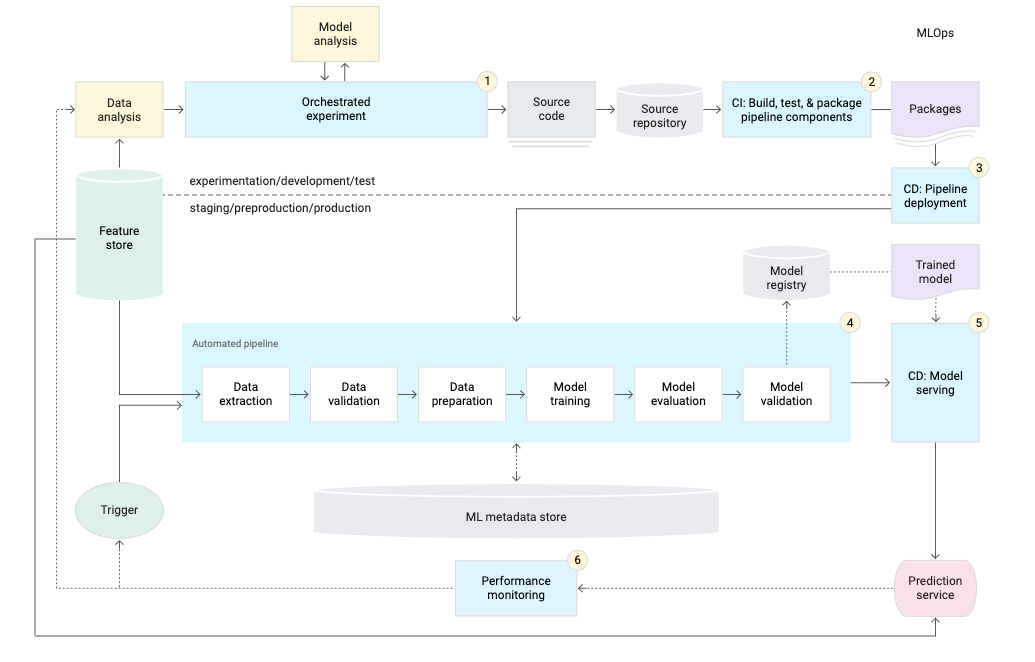 Model
analysis
MLOps
1
2
Data
analysis
Orchestrated
experiment
Source
code
Source
repository
CI: Build, test, & package
pipeline components
Packages
3
experimentation/development/test
CD: Pipeline
deployment
staging/preproduction/production
Feature
store
Model
registry
Trained
model
4
5
Automated pipeline
Data
extraction
Data
validation
Data
preparation
Model
training
Model
evaluation
Model
validation
CD: Model
serving
Trigger
ML metadata store
6
Performance
monitoring
Prediction
service